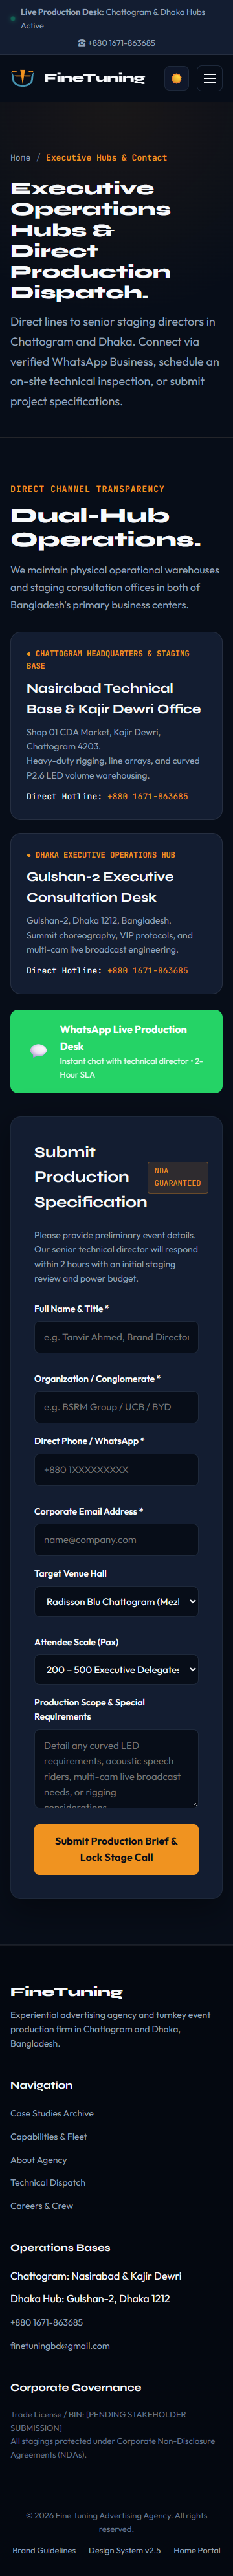 Live Production Desk: Chattogram & Dhaka Hubs
Active
☎ +880 1671-863685
FineTuning
Home / Executive Hubs & Contact
Executive
Operations
Hubs &
Direct
Production
Dispatch.
Direct lines to senior staging directors in
Chattogram and Dhaka. Connect via
verified WhatsApp Business, schedule an
on-site technical inspection, or submit
project specifications.
DIRECT CHANNEL TRANSPARENCY
Dual-Hub
Operations.
We maintain physical operational warehouses
and staging consultation offices in both of
Bangladesh's primary business centers.
● CHATTOGRAM HEADQUARTERS & STAGING
BASE
Nasirabad Technical
Base & Kajir Dewri Office
Shop 01 CDA Market, Kajir Dewri,
Chattogram 4203.
Heavy-duty rigging, line arrays, and curved
P2.6 LED volume warehousing.
Direct Hotline: +880 1671-863685
● DHAKA EXECUTIVE OPERATIONS HUB
Gulshan-2 Executive
Consultation Desk
Gulshan-2, Dhaka 1212, Bangladesh.
Summit choreography, VIP protocols, and
multi-cam live broadcast engineering.
Direct Hotline: +880 1671-863685
WhatsApp Live Production
Desk
Instant chat with technical director • 2-
Hour SLA
Submit
Production
Specification
NDA
GUARANTEED
Please provide preliminary event details.
Our senior technical director will respond
within 2 hours with an initial staging
review and power budget.
Full Name & Title *
e.g. Tanvir Ahmed, Brand Director
Organization / Conglomerate *
e.g. BSRM Group / UCB / BYD
Direct Phone / WhatsApp *
+880 1XXXXXXXXX
Corporate Email Address *
name@company.com
Target Venue Hall
Radisson Blu Chattogram (Mez
Attendee Scale (Pax)
200 – 500 Executive Delegates
Production Scope & Special
Requirements
Detail any curved LED
requirements, acoustic speech
riders, multi-cam live broadcast
needs, or rigging
considerations
Submit Production Brief &
Lock Stage Call
FineTuning
Experiential advertising agency and turnkey event
production firm in Chattogram and Dhaka,
Bangladesh.
Navigation
Case Studies Archive
Capabilities & Fleet
About Agency
Technical Dispatch
Careers & Crew
Operations Bases
Chattogram: Nasirabad & Kajir Dewri
Dhaka Hub: Gulshan-2, Dhaka 1212
+880 1671-863685
finetuningbd@gmail.com
Corporate Governance
Trade License / BIN: [PENDING STAKEHOLDER
SUBMISSION]
All stagings protected under Corporate Non-Disclosure
Agreements (NDAs).
© 2026 Fine Tuning Advertising Agency. All rights
reserved.
Brand Guidelines Design System v2.5 Home Portal